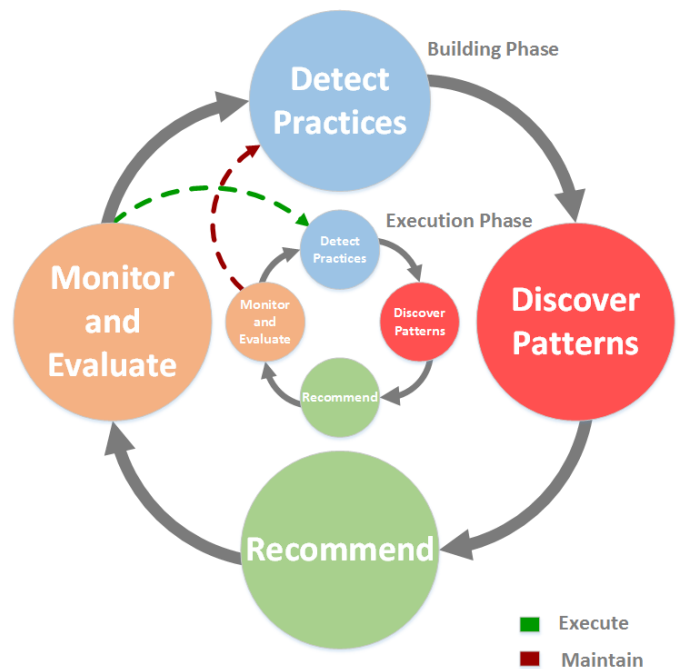 Building Phase
Detect
Practices
Execution Phase
Detect
Practices
Monitor
and
Evaluate
Monitor
and
Evaluate
Discover
Patterns
Discover
Patterns
Recommend
Recommend
Execute
Maintain